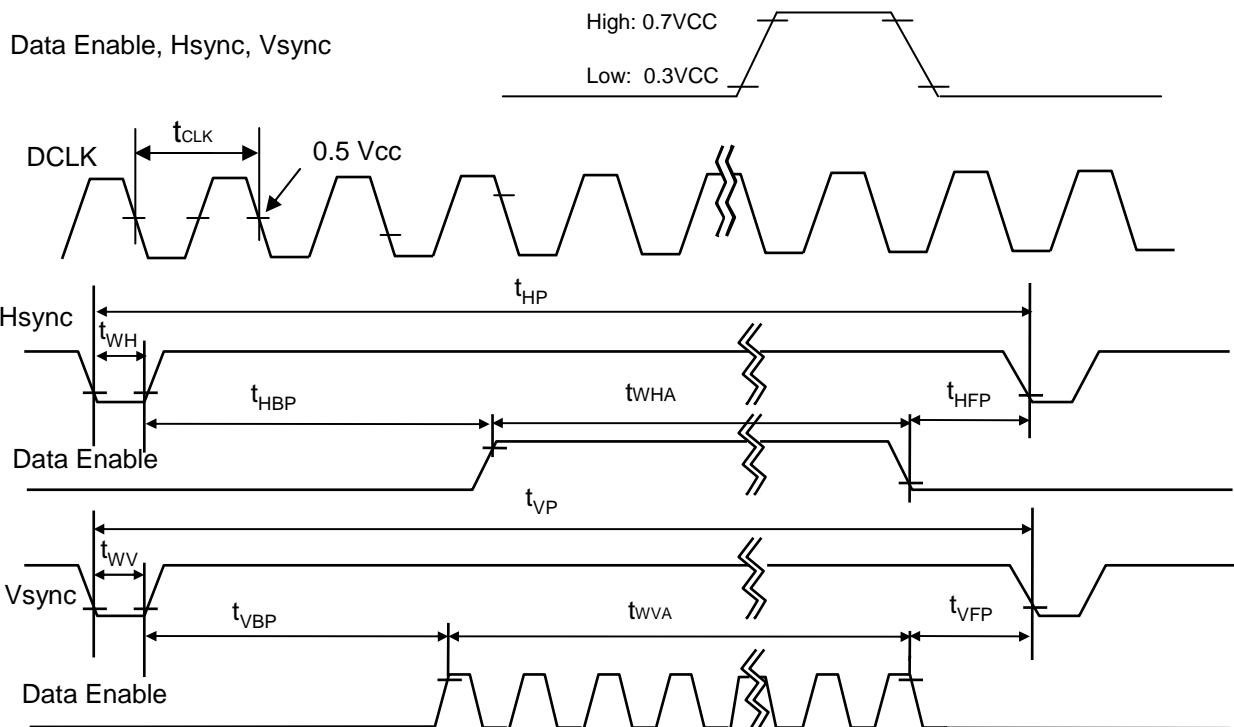 High: 0.7VCC
Data Enable, Hsync, Vsync
Low: 0.3VCC
tCLK
DCLK
0.5 Vcc
tHP
Hsync
tWH
tHBP
tWHA
tHFP
Data Enable
tVP
tWV
Vsync
tVBP
tWVA
tVFP
Data Enable